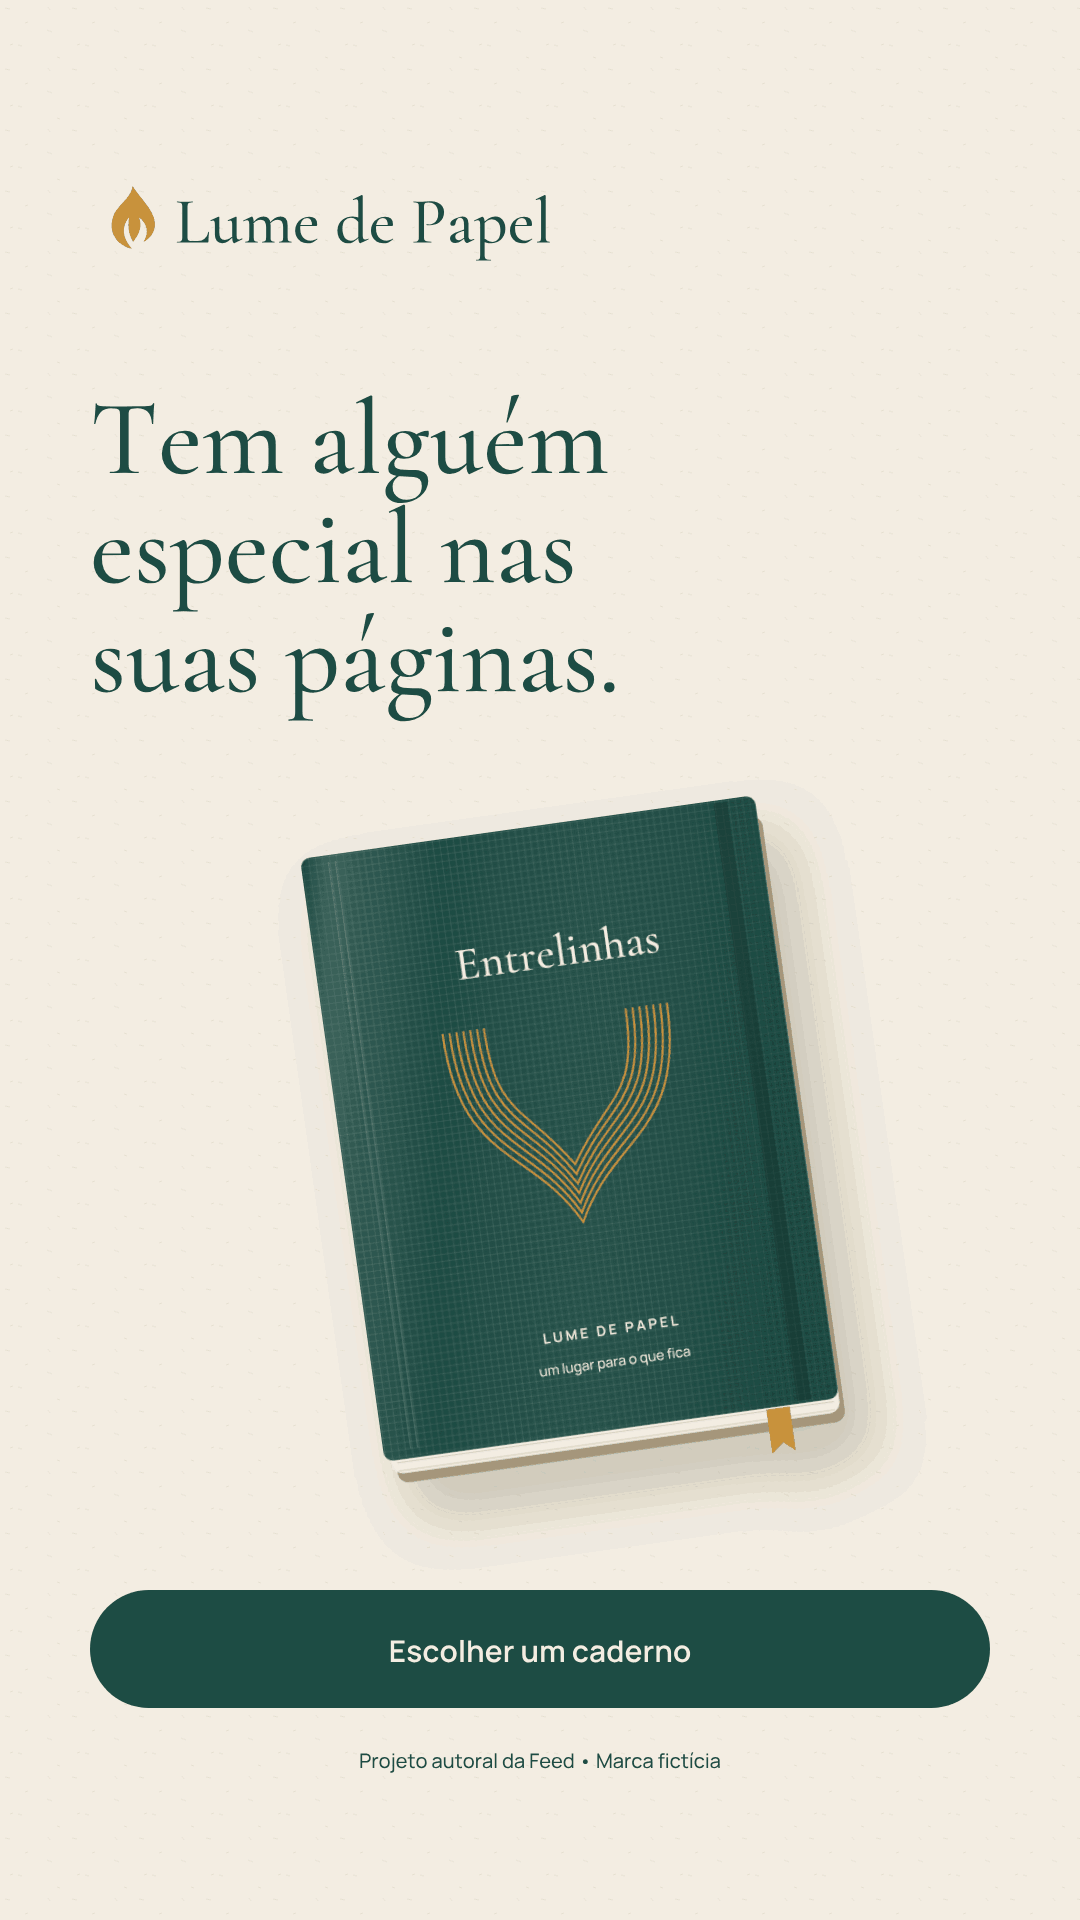 Lume de Papel
Tem alguém
especial nas
suas páginas.
Entrelinhas
LUME DE PAPEL
um lugar para o que fica
Escolher um caderno
Projeto autoral da Feed • Marca fictícia